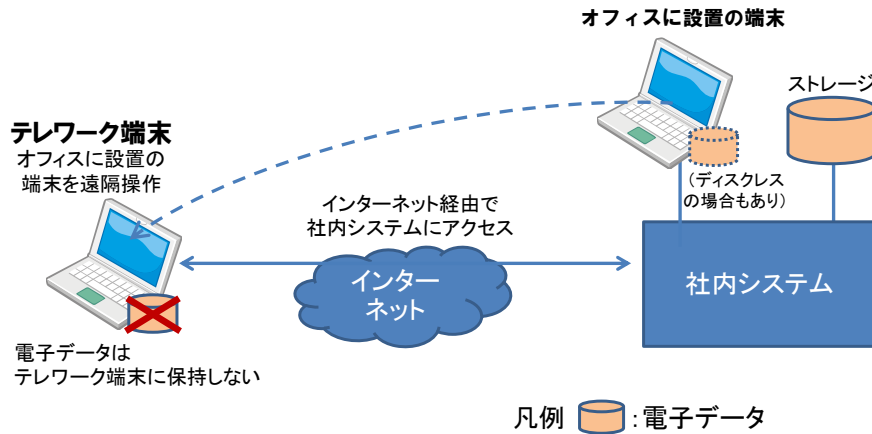 オフィスに設置の端末
ストレージ
テレワーク端末
オフィスに設置の
端末を遠隔操作
(ディスクレス
の場合もあり)
インターネット経由で
社内システムにアクセス
インター
ネット
社内システム
電子データは
テレワーク端末に保持しない
凡例 :電子データ